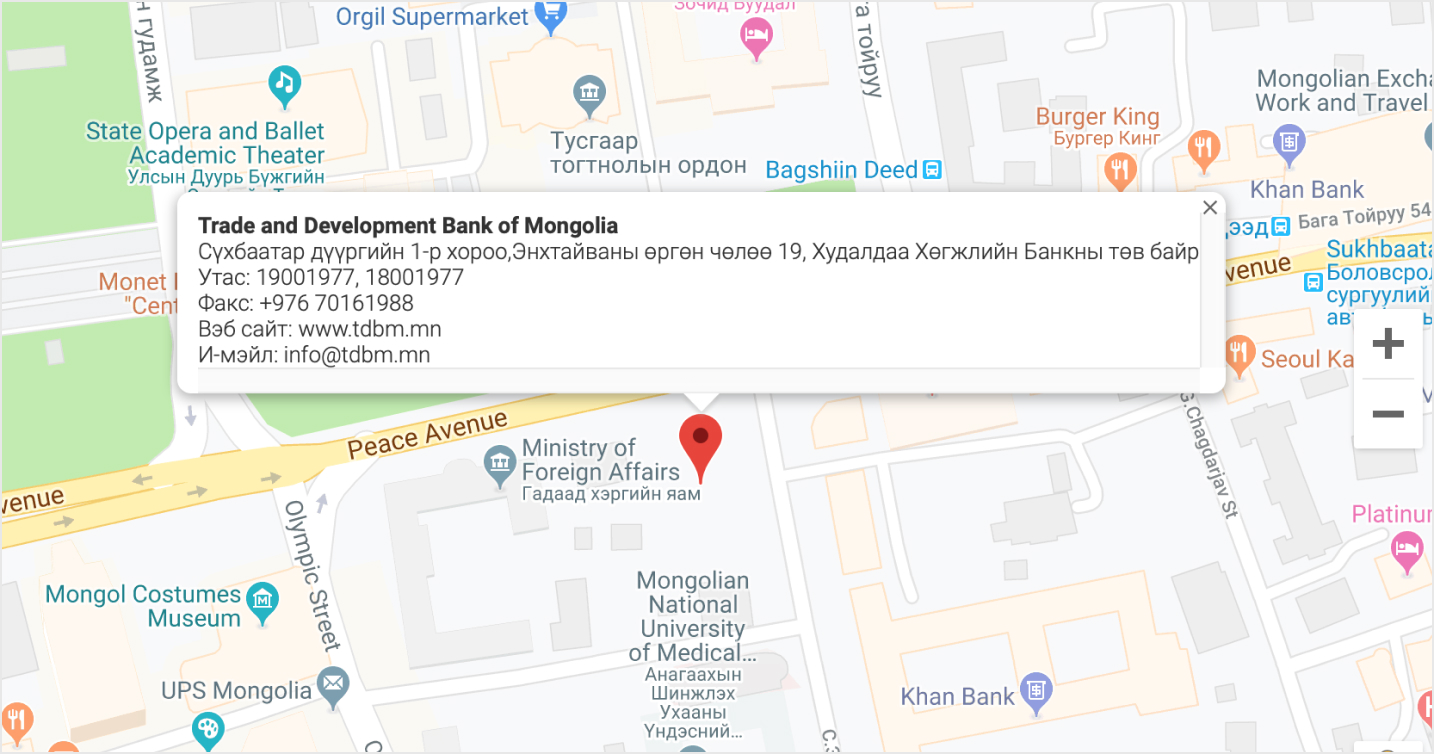 Orgil Supermarket
Зочид Буудал
н гудамж
а тойруу
State Opera and Ballet
Academic Theater
Улсын Дуурь Бүжгийн
Тусгаар
тогтнолын ордон
Bagshiin Deed
Burger King
Бургер Кинг
Mongolian Excha
Work and Travel
Khan Bank
Бага Тойруу 54
ээд
venue
Sukhbaata
Боловсрол
сургуулий
Trade and Development Bank of Mongolia
Сүхбаатар дүүргийн 1-р хороо,Энхтайваны өргөн чөлөө 19, Худалдаа Хөгжлийн Банкны төв байр
Утас: 19001977, 18001977
Факс: +976 70161988
Вэб сайт: www.tdbm.mn
И-мэйл: info@tdbm.mn
Monet
"Cent
Seoul Ka
+
−
Peace Avenue
venue
Ministry of
Foreign Affairs
Гадаад хэргийн яам
G.Chagdarjav St
Olympic Street
Platinum
Mongol Costumes
Museum
Mongolian
National
University
of Medical...
Анагаахын
Шинжлэх
Ухааны
Үндэсний...
UPS Mongolia
Khan Bank